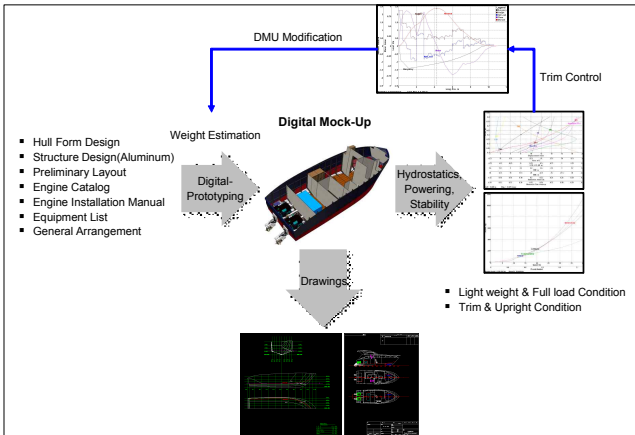 DMU Modification
Trim Control
Weight Estimation
Digital Mock-Up
▪ Hull Form Design
▪ Structure Design(Aluminum)
▪ Preliminary Layout
▪ Engine Catalog
▪ Engine Installation Manual
▪ Equipment List
▪ General Arrangement
Digital-
Prototyping
Hydrostatics,
Powering,
Stability
Drawings
▪ Light weight & Full load Condition
▪ Trim & Upright Condition